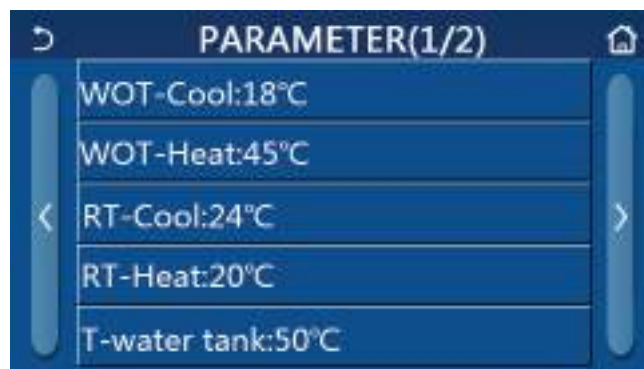 PARAMETER(1/2)
WOT-Cool:18℃
WOT-Heat:45℃
RT-Cool:24℃
RT-Heat:20℃
T-water tank:50℃